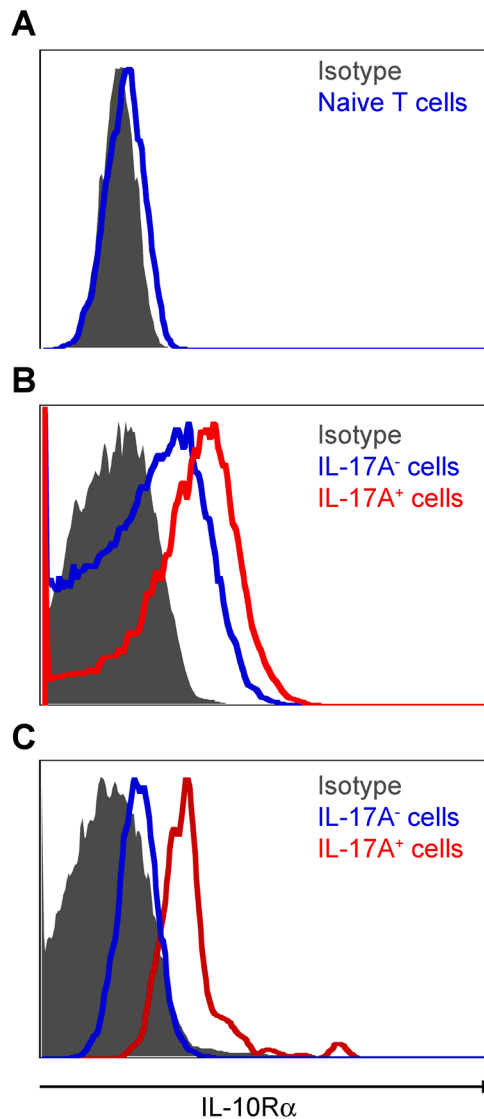 A
Isotype
Naive T cells
B
Isotype
IL-17A⁻ cells
IL-17A⁺ cells
C
Isotype
IL-17A⁻ cells
IL-17A⁺ cells
IL-10Rα